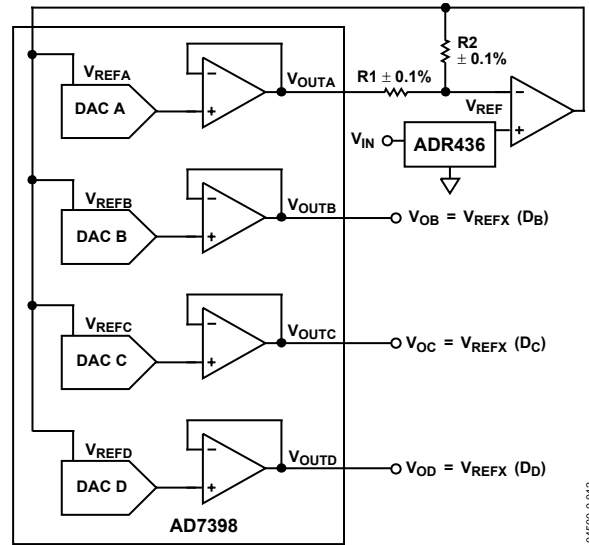 R2
± 0.1%
R1 ± 0.1%
VREFA
DAC A
VOUTA
VREF
VIN
ADR436
VREFB
DAC B
VOUTB
VOB = VREFX (DB)
VREFC
DAC C
VOUTC
VOC = VREFX (DC)
VREFD
DAC D
VOUTD
VOD = VREFX (DD)
AD7398